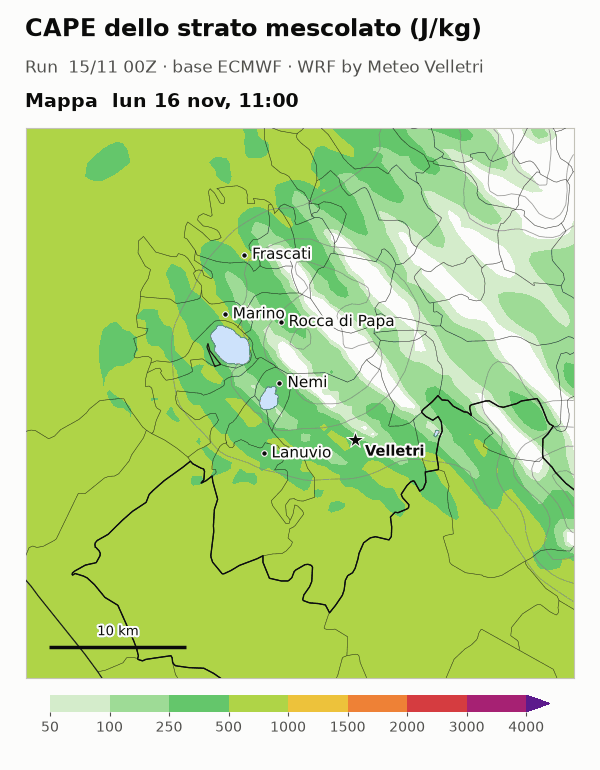 CAPE dello strato mescolato (J/kg)
Run  15/11 00Z · base ECMWF · WRF by Meteo Velletri
Mappa  lun 16 nov, 11:00
Frascati
Marino
Rocca di Papa
Nemi
Velletri
Lanuvio
10 km
50 100 250 500 1000 1500 2000 3000 4000